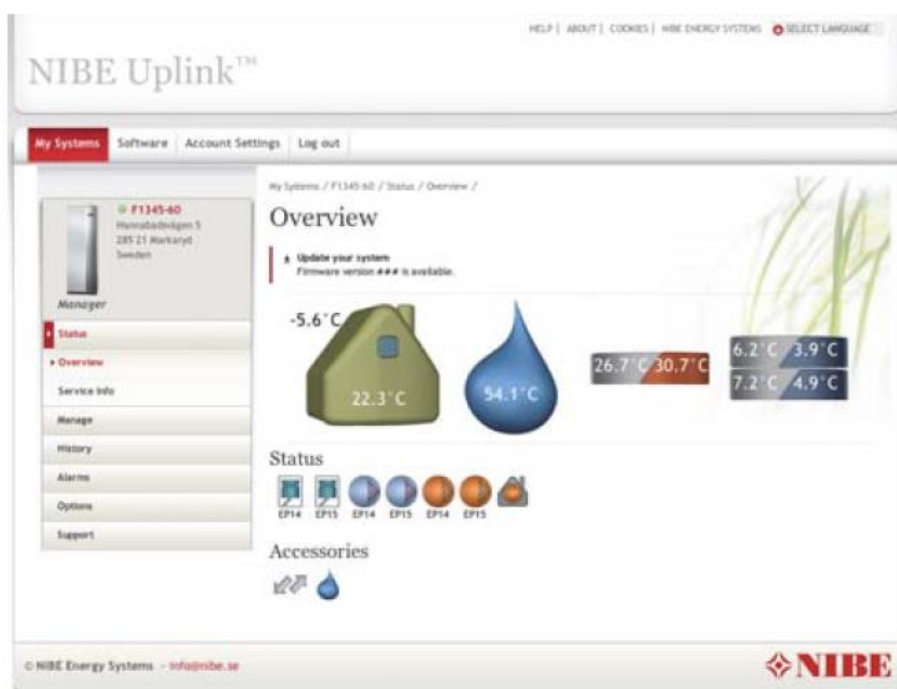 HELP | ABOUT | COOKIES | NIBE ENERGY SYSTEMS SELECT LANGUAGE
NIBE Uplink™
My Systems Software Account Settings Log out
My Systems / F1345-60 / Status / Overview /
F1345-60
Hannabadsvägen 5
285 21 Markaryd
Sweden
Manager
Status
Overview
Service info
Manage
History
Alarms
Options
Support
Overview
Update your system
Firmware version ### is available.
-5.6°C
22.3°C
54.1°C
26.7°C 30.7°C
6.2°C 3.9°C
7.2°C 4.9°C
Status
EP14 EP15 EP14 EP15 EP14 EP15
Accessories
© NIBE Energy Systems - info@nibe.se
NIBE